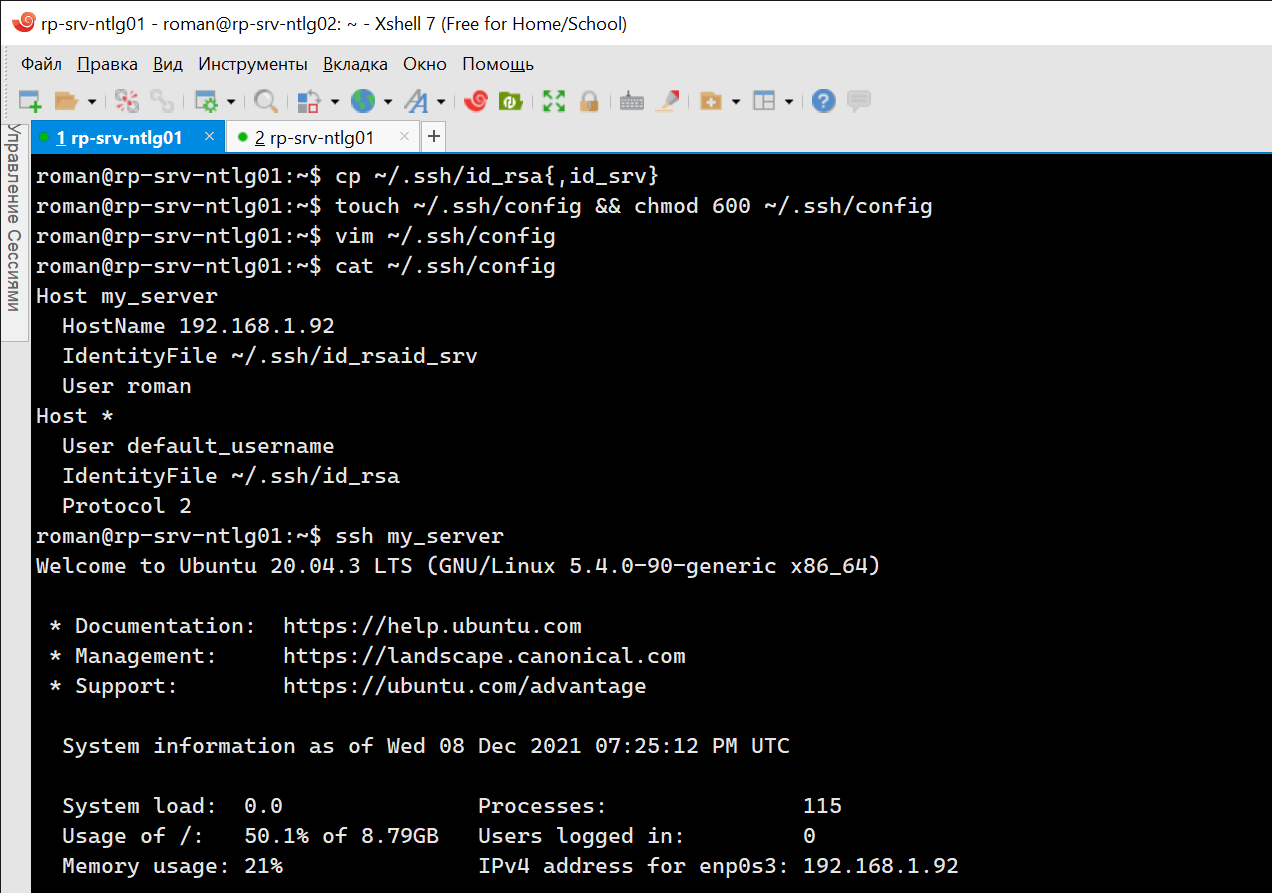 rp-srv-ntlg01 - roman@rp-srv-ntlg02: ~ - Xshell 7 (Free for Home/School)
Файл Правка Вид Инструменты Вкладка Окно Помощь
1 rp-srv-ntlg01 × 2 rp-srv-ntlg01 × +
Управление Сессиями
roman@rp-srv-ntlg01:~$ cp ~/.ssh/id_rsa{,id_srv}
roman@rp-srv-ntlg01:~$ touch ~/.ssh/config && chmod 600 ~/.ssh/config
roman@rp-srv-ntlg01:~$ vim ~/.ssh/config
roman@rp-srv-ntlg01:~$ cat ~/.ssh/config
Host my_server
  HostName 192.168.1.92
  IdentityFile ~/.ssh/id_rsaid_srv
  User roman
Host *
  User default_username
  IdentityFile ~/.ssh/id_rsa
  Protocol 2
roman@rp-srv-ntlg01:~$ ssh my_server
Welcome to Ubuntu 20.04.3 LTS (GNU/Linux 5.4.0-90-generic x86_64)
 * Documentation:  https://help.ubuntu.com
 * Management:     https://landscape.canonical.com
 * Support:        https://ubuntu.com/advantage
  System information as of Wed 08 Dec 2021 07:25:12 PM UTC
  System load:  0.0               Processes:               115
  Usage of /:   50.1% of 8.79GB   Users logged in:         0
  Memory usage: 21%               IPv4 address for enp0s3: 192.168.1.92